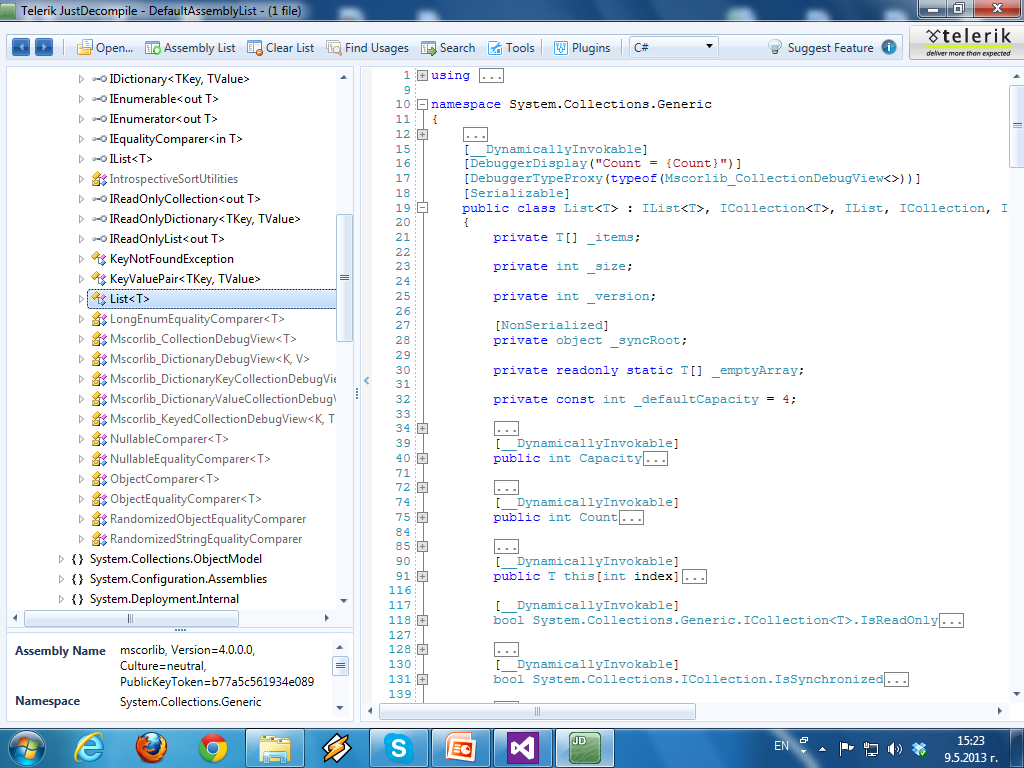 Telerik JustDecompile - DefaultAssemblyList - (1 file)
Open... Assembly List Clear List Find Usages Search Tools Plugins C# Suggest Feature
telerik
deliver more than expected
IDictionary<TKey, TValue>
IEnumerable<out T>
IEnumerator<out T>
IEqualityComparer<in T>
IList<T>
IntrospectiveSortUtilities
IReadOnlyCollection<out T>
IReadOnlyDictionary<TKey, TValue>
IReadOnlyList<out T>
KeyNotFoundException
KeyValuePair<TKey, TValue>
List<T>
LongEnumEqualityComparer<T>
Mscorlib_CollectionDebugView<T>
Mscorlib_DictionaryDebugView<K, V>
Mscorlib_DictionaryKeyCollectionDebugVie
Mscorlib_DictionaryValueCollectionDebugV
Mscorlib_KeyedCollectionDebugView<K, T
NullableComparer<T>
NullableEqualityComparer<T>
ObjectComparer<T>
ObjectEqualityComparer<T>
RandomizedObjectEqualityComparer
RandomizedStringEqualityComparer
{} System.Collections.ObjectModel
{} System.Configuration.Assemblies
{} System.Deployment.Internal
Assembly Name mscorlib, Version=4.0.0.0,
Culture=neutral,
PublicKeyToken=b77a5c561934e089
Namespace System.Collections.Generic
1 using ...
9
10 namespace System.Collections.Generic
11 {
12 ...
15 [__DynamicallyInvokable]
16 [DebuggerDisplay("Count = {Count}")]
17 [DebuggerTypeProxy(typeof(Mscorlib_CollectionDebugView<>))]
18 [Serializable]
19 public class List<T> : IList<T>, ICollection<T>, IList, ICollection, I
20 {
21 private T[] _items;
22
23 private int _size;
24
25 private int _version;
26
27 [NonSerialized]
28 private object _syncRoot;
29
30 private readonly static T[] _emptyArray;
31
32 private const int _defaultCapacity = 4;
33
34 ...
39 [__DynamicallyInvokable]
40 public int Capacity...
71
72 ...
74 [__DynamicallyInvokable]
75 public int Count...
84
85 ...
90 [__DynamicallyInvokable]
91 public T this[int index]...
116
117 [__DynamicallyInvokable]
118 bool System.Collections.Generic.ICollection<T>.IsReadOnly...
127
128 ...
130 [__DynamicallyInvokable]
131 bool System.Collections.ICollection.IsSynchronized...
139
JD
EN
15:23
9.5.2013 г.